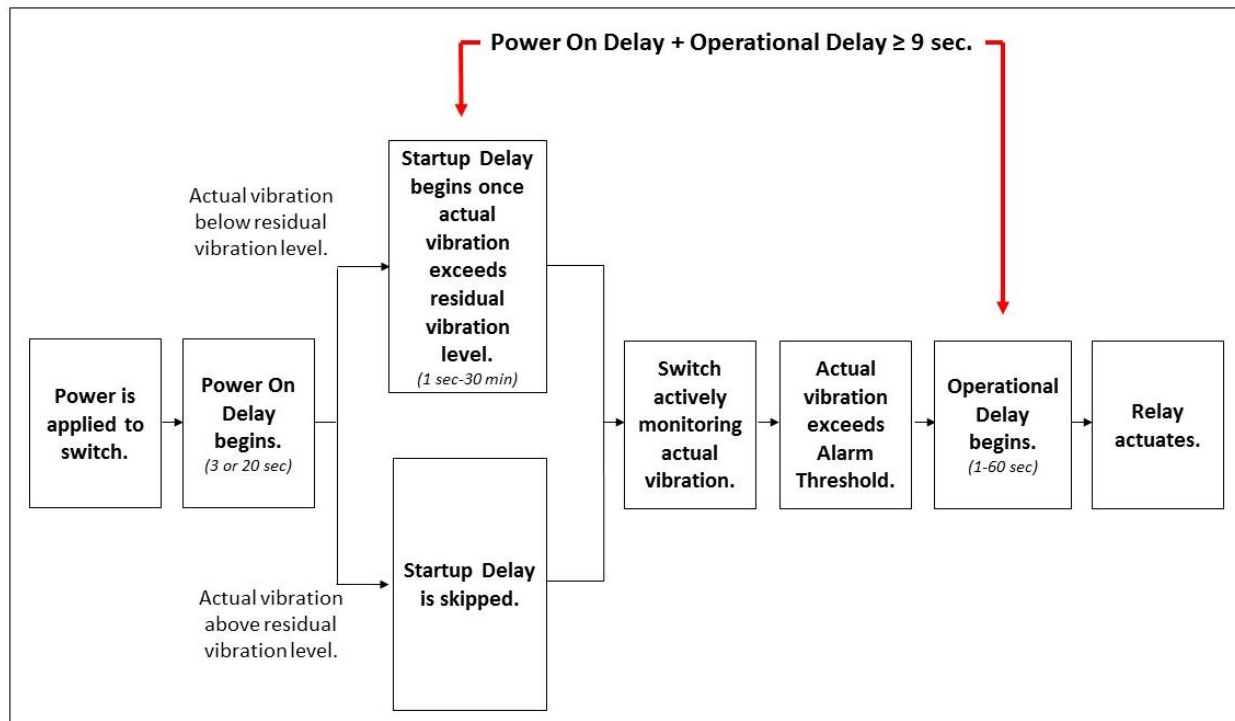 Power On Delay + Operational Delay ≥ 9 sec.
Actual vibration
below residual
vibration level.
Startup Delay
begins once
actual
vibration
exceeds
residual
vibration
level.
(1 sec-30 min)
Power is
applied to
switch.
Power On
Delay
begins.
(3 or 20 sec)
Switch
actively
monitoring
actual
vibration.
Actual
vibration
exceeds
Alarm
Threshold.
Operational
Delay
begins.
(1-60 sec)
Relay
actuates.
Startup Delay
is skipped.
Actual vibration
above residual
vibration level.